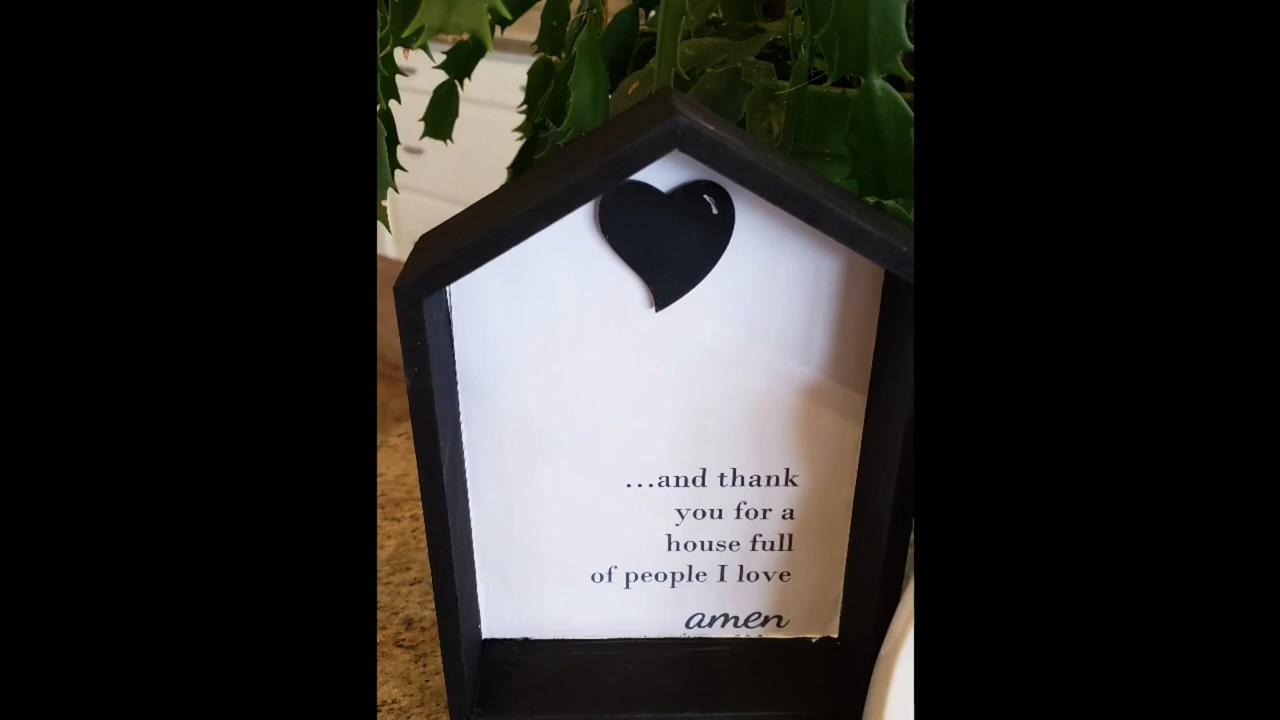 ...and thank
you for a
house full
of people I love
amen